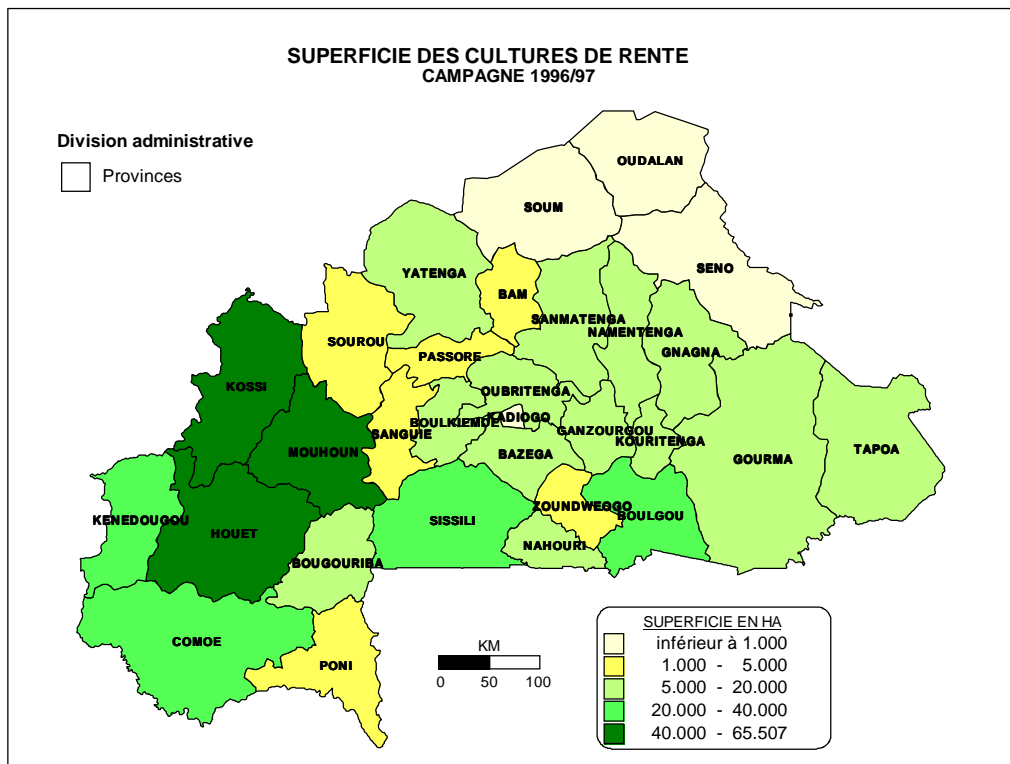 SUPERFICIE DES CULTURES DE RENTE
CAMPAGNE 1996/97
Division administrative
Provinces
OUDALAN
SOUM
SENO
YATENGA
BAM
SANMATENGA
NAMENTENGA
GNAGNA
SOUROU
PASSORE
KOSSI
OUBRITENGA
KADIOGO
BOULKIEMDE
SANGUIE
GANZOURGOU
KOURITENGA
MOUHOUN
BAZEGA
GOURMA
TAPOA
KENEDOUGOU
HOUET
SISSILI
ZOUNDWEOGO
BOULGOU
NAHOURI
BOUGOURIBA
COMOE
PONI
KM
0 50 100
SUPERFICIE EN HA
inférieur à 1.000
1.000 - 5.000
5.000 - 20.000
20.000 - 40.000
40.000 - 65.507